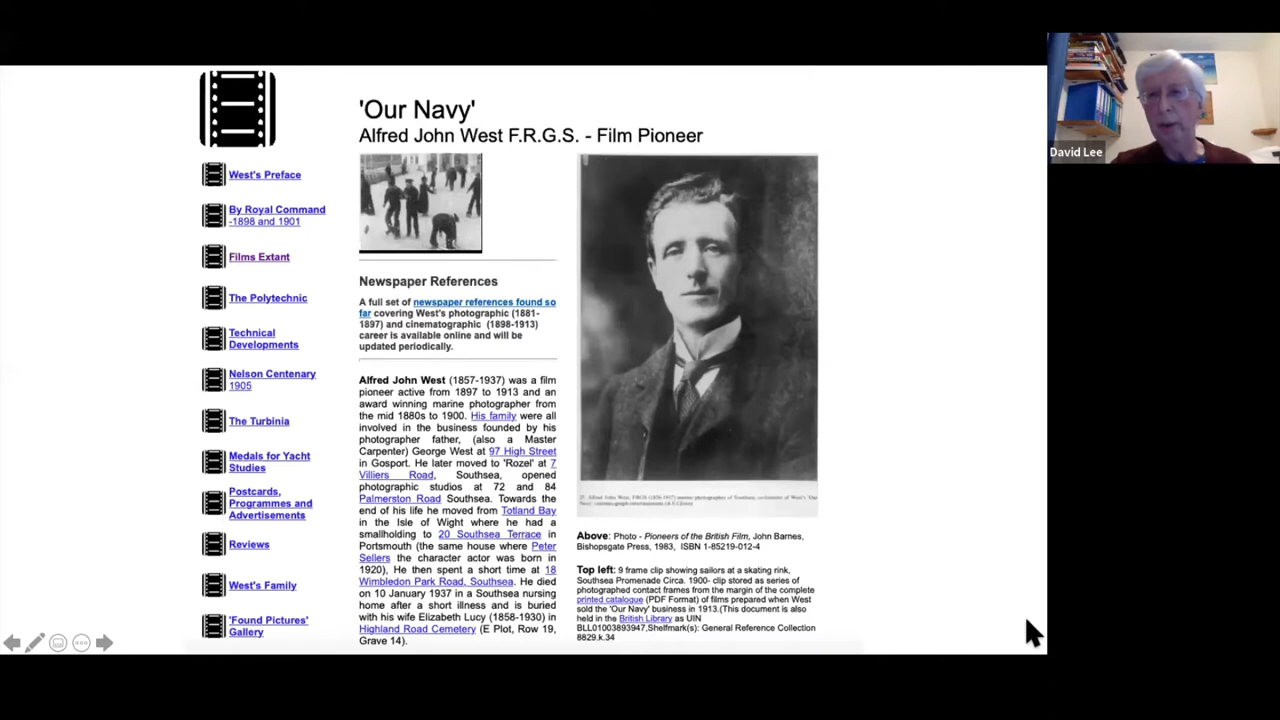 'Our Navy'
Alfred John West F.R.G.S. - Film Pioneer
West's Preface
By Royal Command
-1898 and 1901
Films Extant
The Polytechnic
Technical
Developments
Nelson Centenary
1905
The Turbinia
Medals for Yacht
Studies
Postcards,
Programmes and
Advertisements
Reviews
West's Family
'Found Pictures'
Gallery
Newspaper References
A full set of newspaper references found so
far covering West's photographic (1881-
1897) and cinematographic (1898-1913)
career is available online and will be
updated periodically.
Alfred John West (1857-1937) was a film
pioneer active from 1897 to 1913 and an
award winning marine photographer from
the mid 1880s to 1900. His family were all
involved in the business founded by his
photographer father, (also a Master
Carpenter) George West at 97 High Street
in Gosport. He later moved to 'Rozel' at 7
Villiers Road, Southsea, opened
photographic studios at 72 and 84
Palmerston Road Southsea. Towards the
end of his life he moved from Totland Bay
in the Isle of Wight where he had a
smallholding to 20 Southsea Terrace in
Portsmouth (the same house where Peter
Sellers the character actor was born in
1920), He then spent a short time at 18
Wimbledon Park Road, Southsea. He died
on 10 January 1937 in a Southsea nursing
home after a short illness and is buried
with his wife Elizabeth Lucy (1858-1930) in
Highland Road Cemetery (E Plot, Row 19,
Grave 14).
Above: Photo - Pioneers of the British Film, John Barnes,
Bishopsgate Press, 1983, ISBN 1-85219-012-4
Top left: 9 frame clip showing sailors at a skating rink,
Southsea Promenade Circa. 1900- clip stored as series of
photographed contact frames from the margin of the complete
printed catalogue (PDF Format) of films prepared when West
sold the 'Our Navy' business in 1913.(This document is also
held in the British Library as UIN
BLL01003893947,Shelfmark(s): General Reference Collection
8829.k.34
David Lee